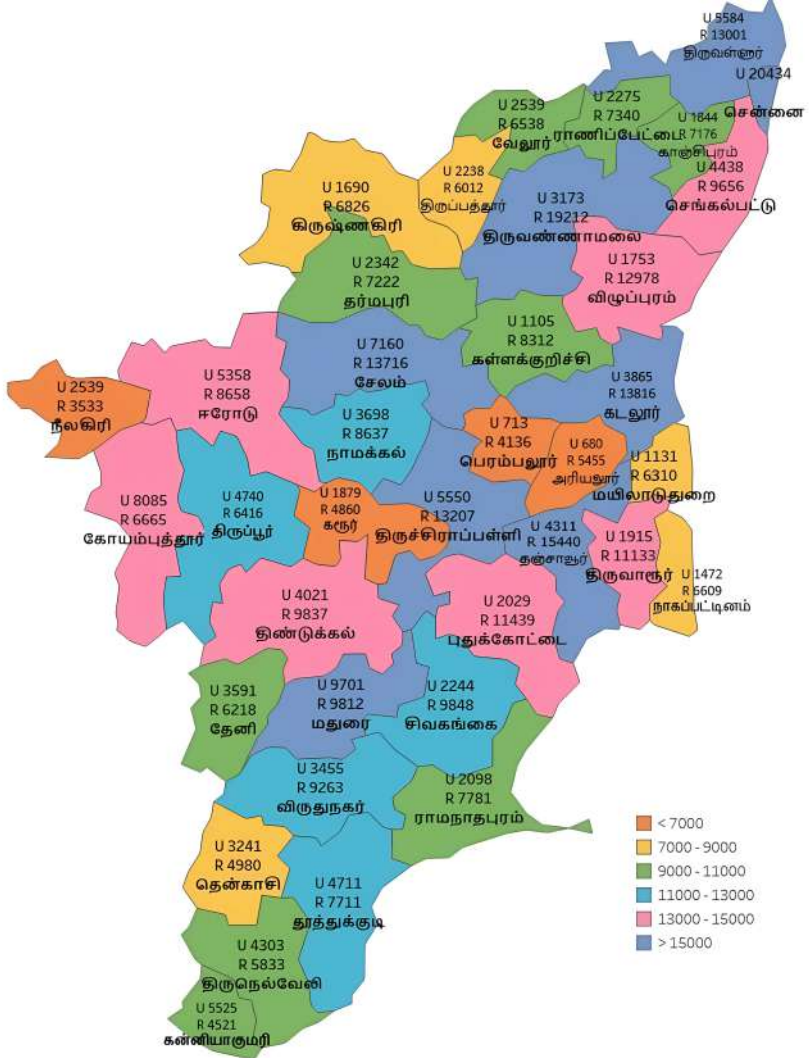 U 5584
R 13001
திருவள்ளூர்
U 20434
சென்னை
U 2539
R 6538
வேலூர்
U 2275
R 7340
ராணிப்பேட்டை
U 1844
R 7176
காஞ்சிபுரம்
U 4438
R 9656
செங்கல்பட்டு
U 1690
R 6826
கிருஷ்ணகிரி
U 2238
R 6012
திருப்பத்தூர்
U 3173
R 19212
திருவண்ணாமலை
U 1753
R 12978
விழுப்புரம்
U 2342
R 7222
தர்மபுரி
U 1105
R 8312
கள்ளக்குறிச்சி
U 7160
R 13716
சேலம்
U 5358
R 8658
ஈரோடு
U 2539
R 3533
நீலகிரி
U 3698
R 8637
நாமக்கல்
U 3865
R 13816
கடலூர்
U 713
R 4136
பெரம்பலூர்
U 680
R 5455
அரியலூர்
U 1131
R 6310
மயிலாடுதுறை
U 8085
R 6665
கோயம்புத்தூர்
U 4740
R 6416
திருப்பூர்
U 1879
R 4860
கரூர்
U 5550
R 13207
திருச்சிராப்பள்ளி
U 4311
R 15440
தஞ்சாவூர்
U 1915
R 11133
திருவாரூர்
U 1472
R 6609
நாகப்பட்டினம்
U 4021
R 9837
திண்டுக்கல்
U 2029
R 11439
புதுக்கோட்டை
U 3591
R 6218
தேனி
U 9701
R 9812
மதுரை
U 2244
R 9848
சிவகங்கை
U 3455
R 9263
விருதுநகர்
U 2098
R 7781
ராமநாதபுரம்
U 3241
R 4980
தென்காசி
U 4711
R 7711
தூத்துக்குடி
U 4303
R 5833
திருநெல்வேலி
U 5525
R 4521
கன்னியாகுமரி
< 7000
7000 - 9000
9000 - 11000
11000 - 13000
13000 - 15000
> 15000